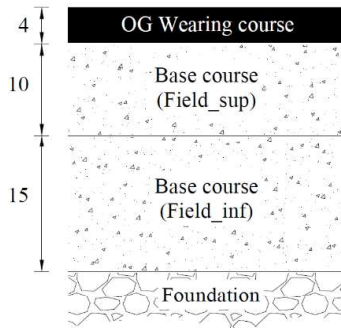 4
OG Wearing course
10
Base course
(Field_sup)
15
Base course
(Field_inf)
Foundation